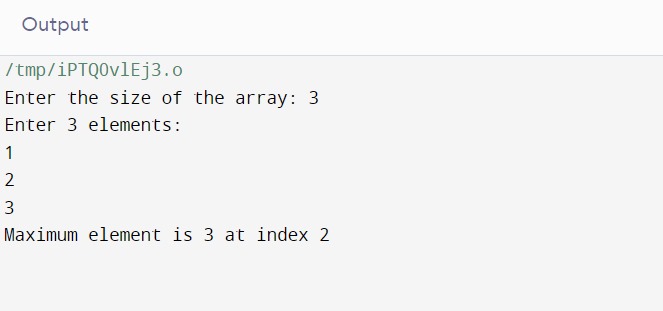 Output
/tmp/iPTQOvlEj3.o
Enter the size of the array: 3
Enter 3 elements:
1
2
3
Maximum element is 3 at index 2